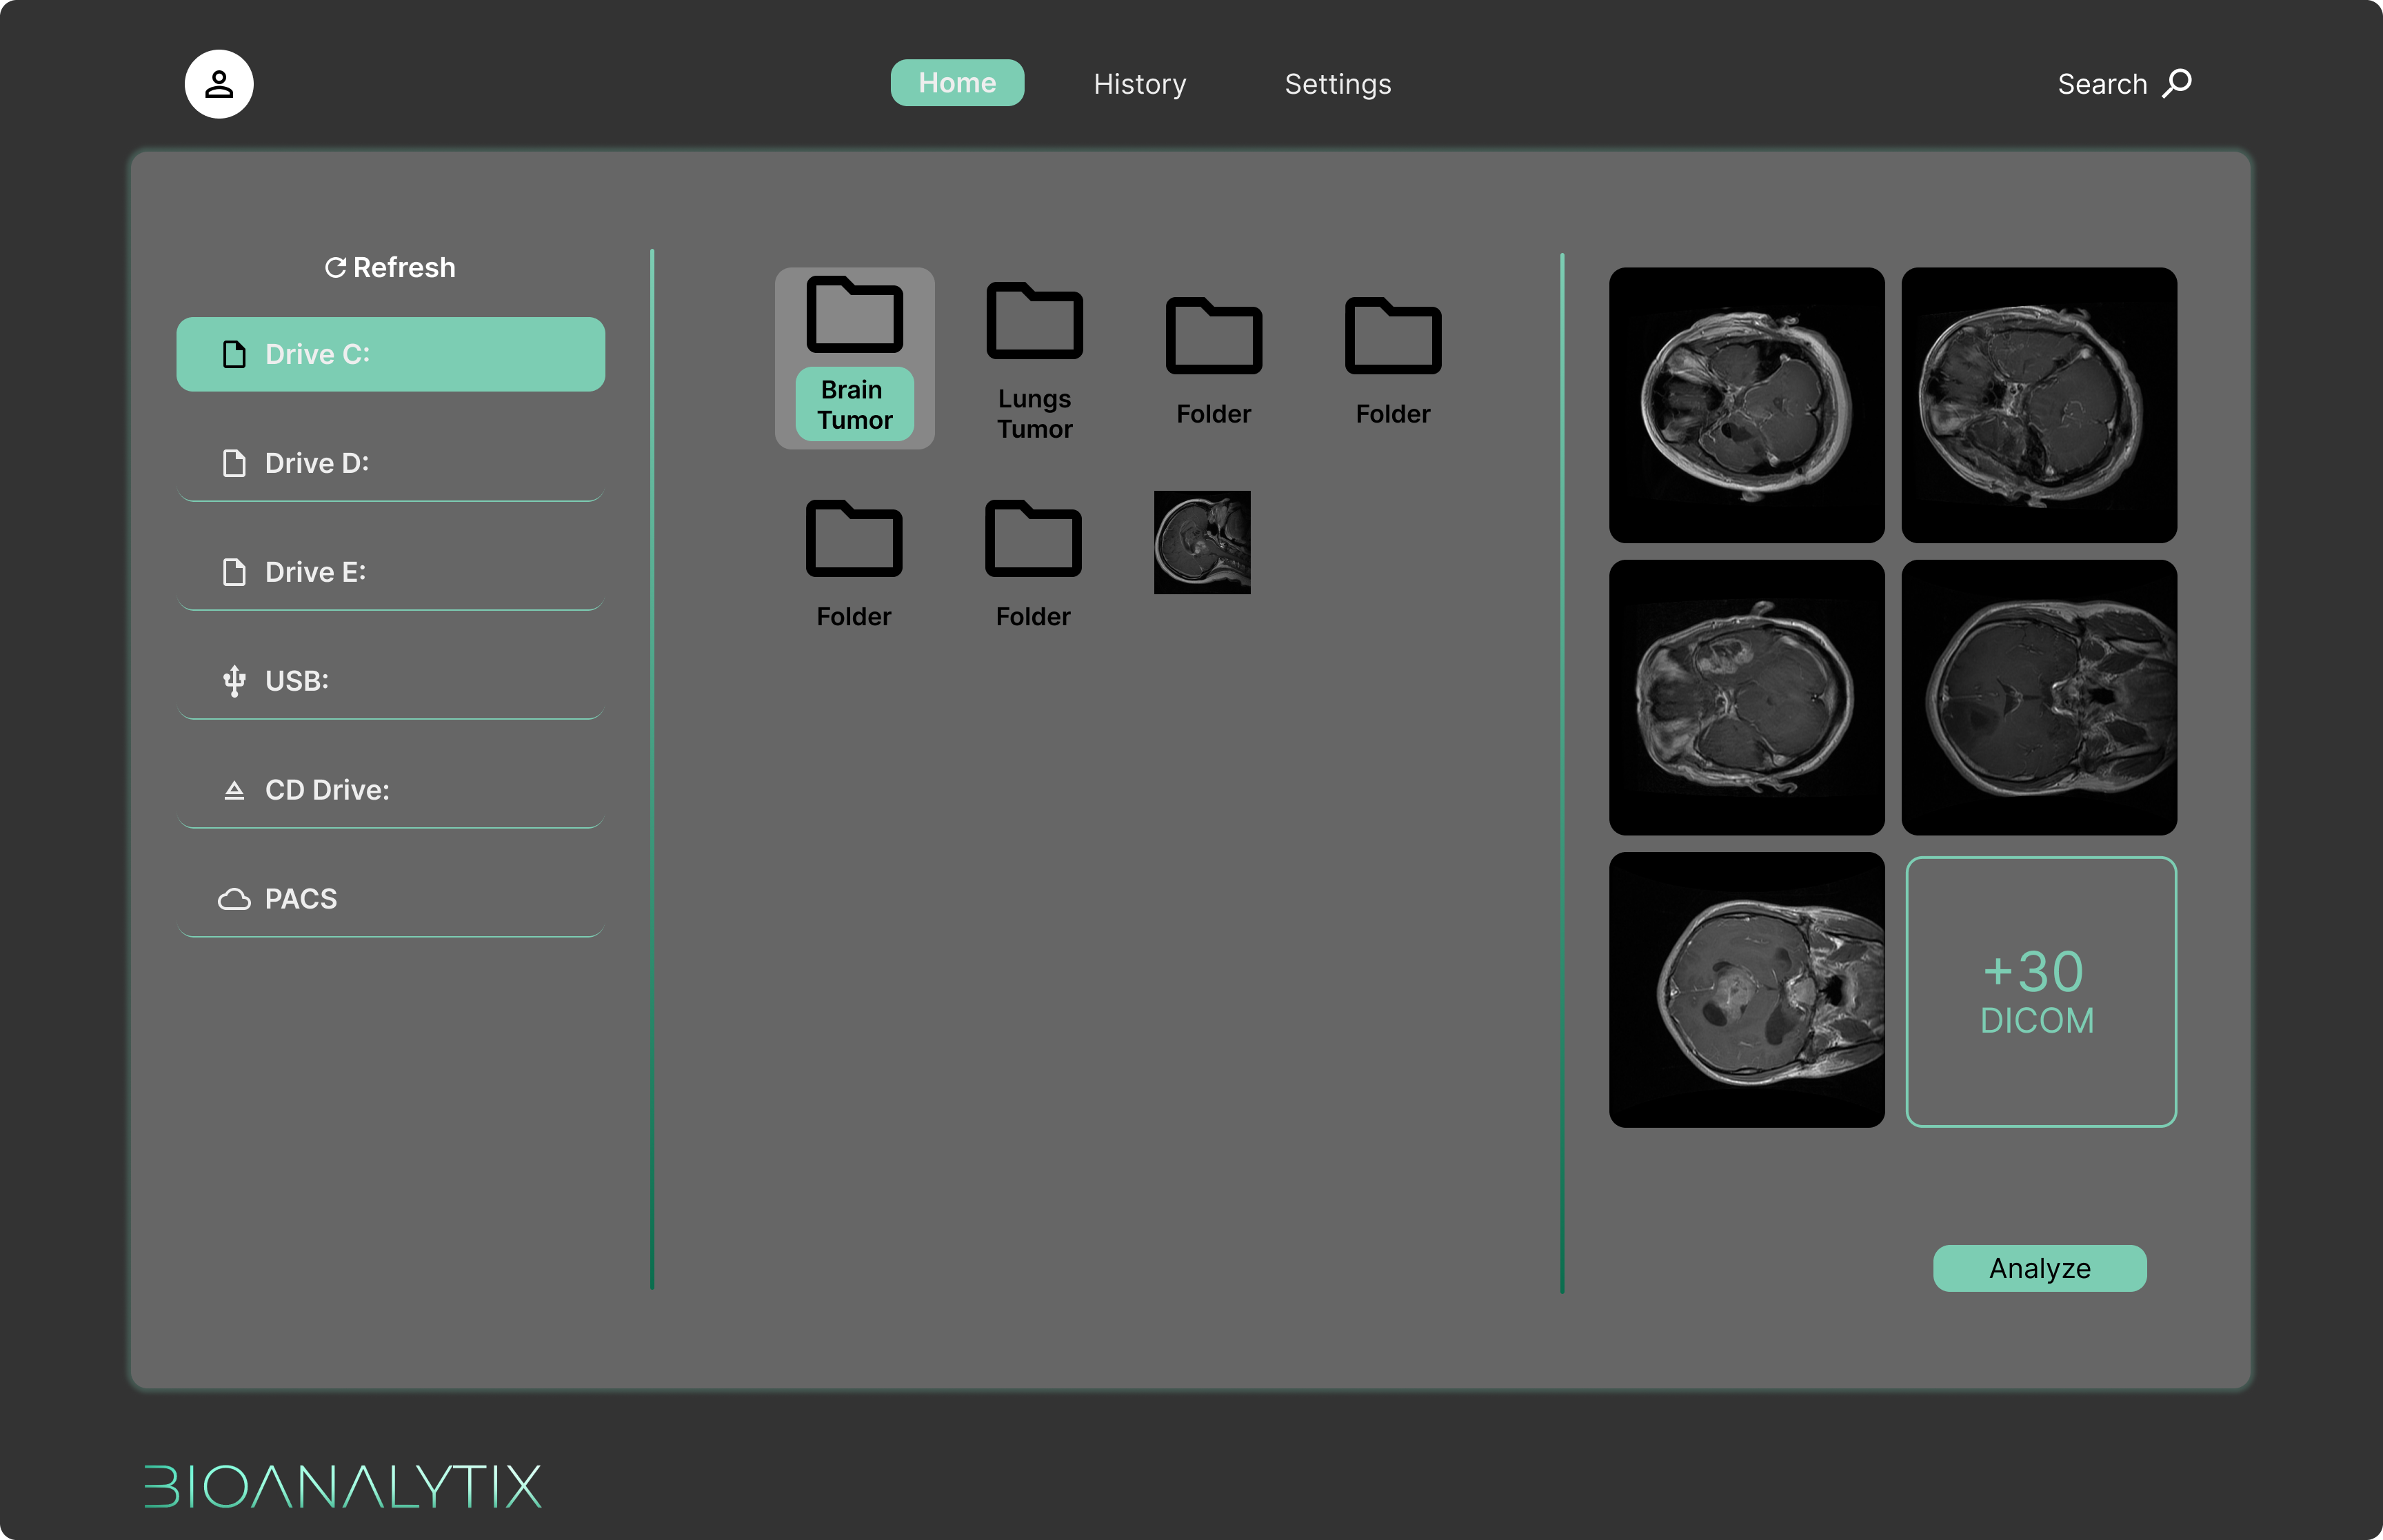 Home
History
Settings
Search
Refresh
Drive C:
Drive D:
Drive E:
USB:
CD Drive:
PACS
Brain
Tumor
Lungs
Tumor
Folder
Folder
Folder
Folder
+30
DICOM
Analyze
BIOANALYTIX